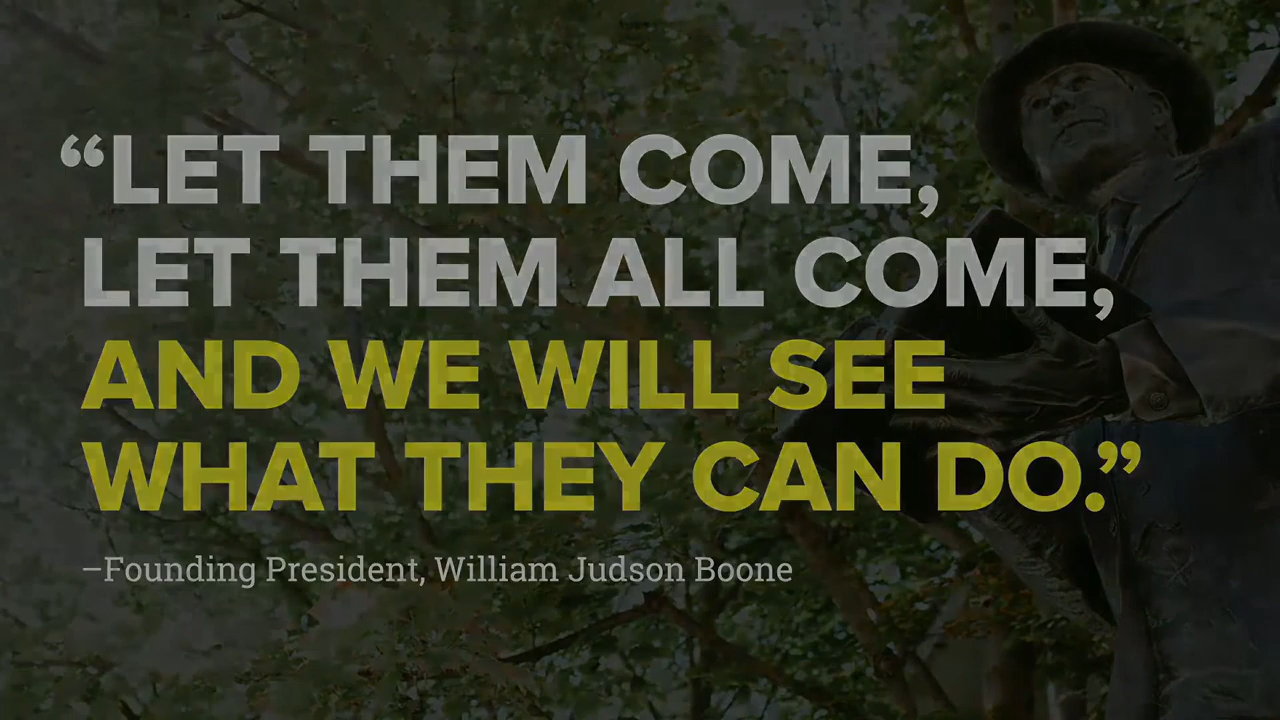 “LET THEM COME,
LET THEM ALL COME,
AND WE WILL SEE
WHAT THEY CAN DO.”
–Founding President, William Judson Boone